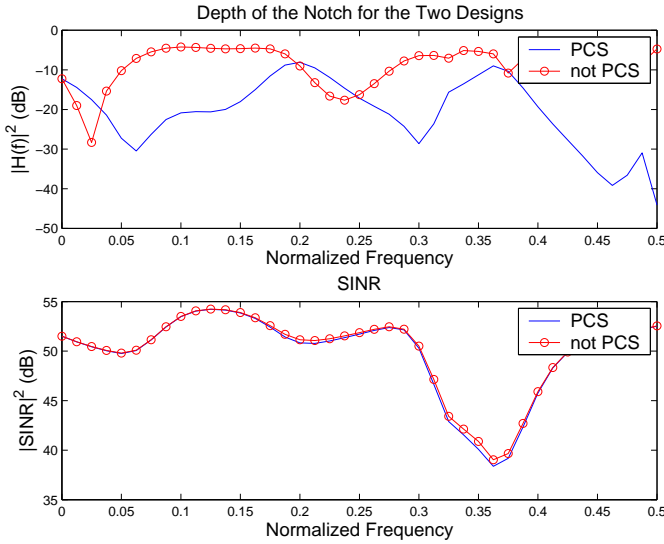 Depth of the Notch for the Two Designs
0
−10
−20
−30
−40
−50
|H(f)|^2 (dB)
PCS
not PCS
0 0.05 0.1 0.15 0.2 0.25 0.3 0.35 0.4 0.45 0.5
Normalized Frequency
SINR
55
50
45
40
35
|SINR|^2 (dB)
PCS
not PCS
0 0.05 0.1 0.15 0.2 0.25 0.3 0.35 0.4 0.45 0.5
Normalized Frequency